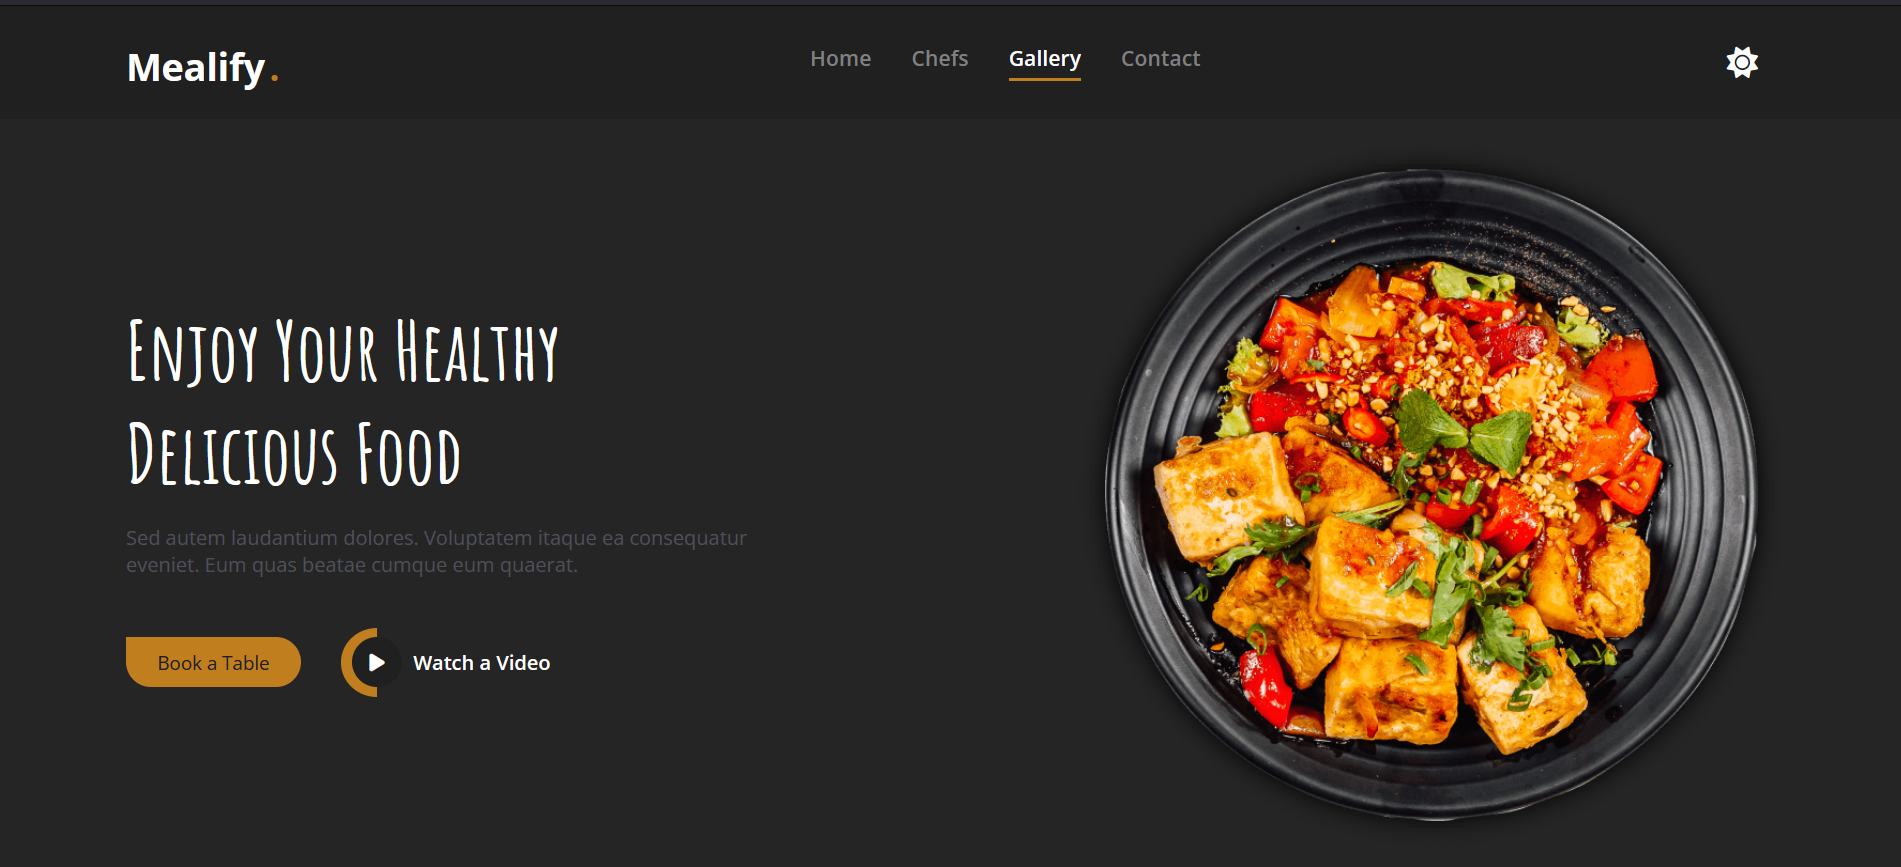 Mealify.
Home Chefs Gallery Contact
Enjoy Your Healthy
Delicious Food
Sed autem laudantium dolores. Voluptatem itaque ea consequatur
eveniet. Eum quas beatae cumque eum quaerat.
Book a Table Watch a Video